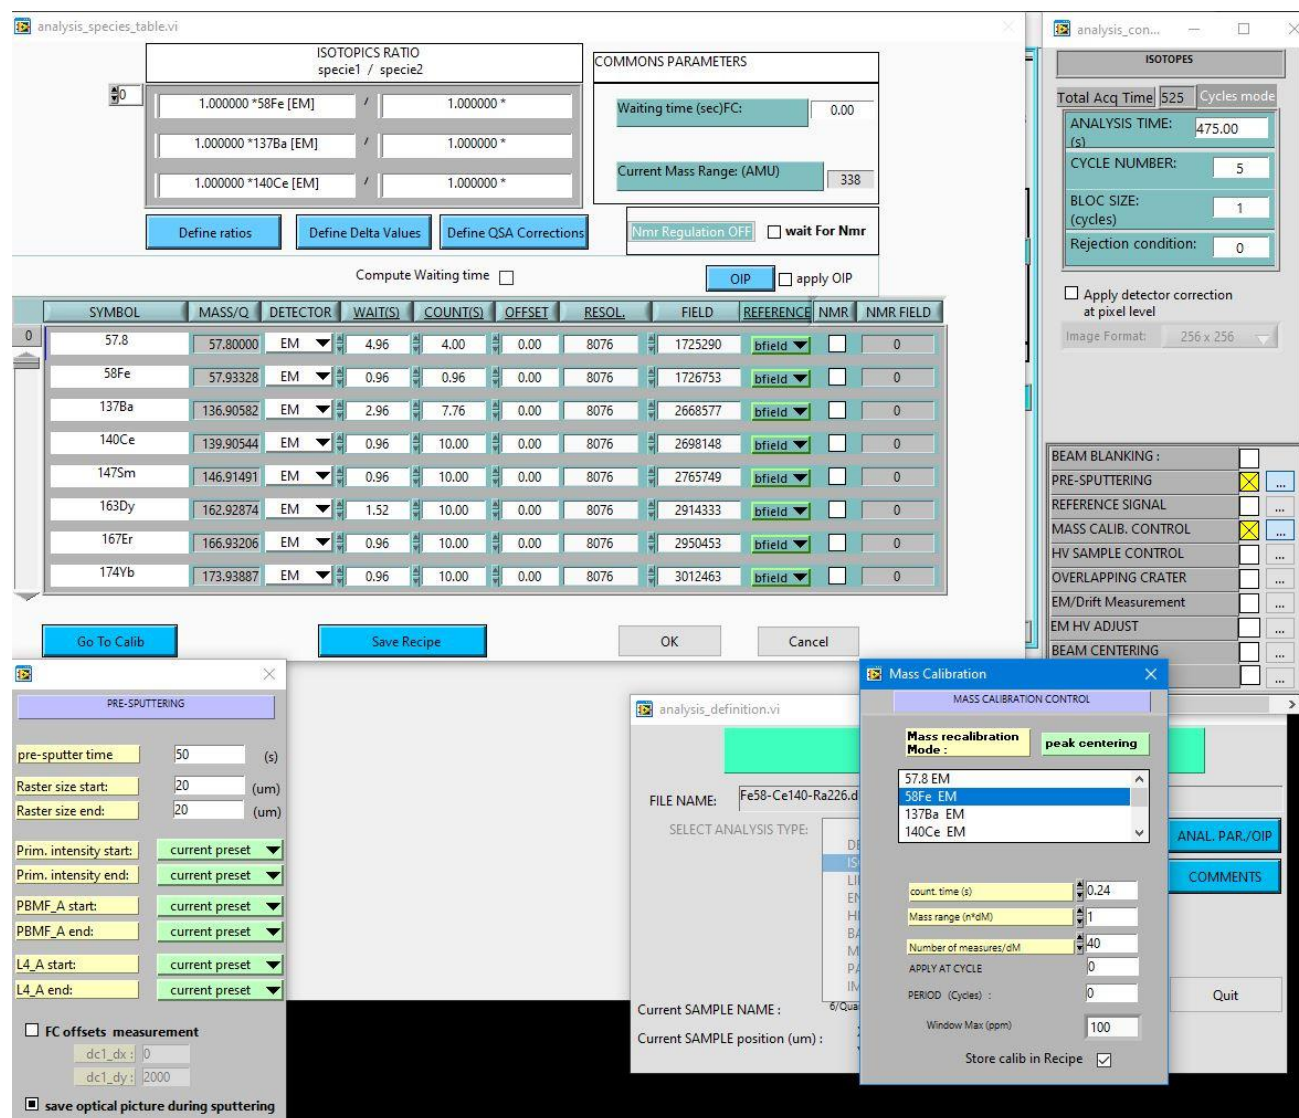 analysis_species_table.vi
ISOTOPICS RATIO
specie1 / specie2
0
1.000000 *58Fe [EM] / 1.000000 *
1.000000 *137Ba [EM] / 1.000000 *
1.000000 *140Ce [EM] / 1.000000 *
Define ratios Define Delta Values Define QSA Corrections
COMMONS PARAMETERS
Waiting time (sec)FC: 0.00
Current Mass Range: (AMU) 338
Nmr Regulation OFF wait For Nmr
Compute Waiting time OIP apply OIP
SYMBOL MASS/Q DETECTOR WAIT(S) COUNT(S) OFFSET RESOL. FIELD REFERENCE NMR NMR FIELD
0 57.8 57.80000 EM 4.96 4.00 0.00 8076 1725290 bfield 0
58Fe 57.93328 EM 0.96 0.96 0.00 8076 1726753 bfield 0
137Ba 136.90582 EM 2.96 7.76 0.00 8076 2668577 bfield 0
140Ce 139.90544 EM 0.96 10.00 0.00 8076 2698148 bfield 0
147Sm 146.91491 EM 0.96 10.00 0.00 8076 2765749 bfield 0
163Dy 162.92874 EM 1.52 10.00 0.00 8076 2914333 bfield 0
167Er 166.93206 EM 0.96 10.00 0.00 8076 2950453 bfield 0
174Yb 173.93887 EM 0.96 10.00 0.00 8076 3012463 bfield 0
Go To Calib Save Recipe OK Cancel
analysis_con...
ISOTOPES
Total Acq Time 525 Cycles mode
ANALYSIS TIME: 475.00
(s)
CYCLE NUMBER: 5
BLOC SIZE: 1
(cycles)
Rejection condition: 0
Apply detector correction
at pixel level
Image Format: 256 x 256
BEAM BLANKING :
PRE-SPUTTERING ...
REFERENCE SIGNAL ...
MASS CALIB. CONTROL ...
HV SAMPLE CONTROL ...
OVERLAPPING CRATER ...
EM/Drift Measurement ...
EM HV ADJUST ...
BEAM CENTERING ...
...
PRE-SPUTTERING
pre-sputter time 50 (s)
Raster size start: 20 (um)
Raster size end: 20 (um)
Prim. intensity start: current preset
Prim. intensity end: current preset
PBMF_A start: current preset
PBMF_A end: current preset
L4_A start: current preset
L4_A end: current preset
FC offsets measurement
dc1_dx : 0
dc1_dy : 2000
save optical picture during sputtering
analysis_definition.vi
FILE NAME: Fe58-Ce140-Ra226.d
SELECT ANALYSIS TYPE:
DE
IS
LI
EN
HI
BA
M
PA
IM
ANAL. PAR./OIP
COMMENTS
Quit
Current SAMPLE NAME : 6/Qua
Current SAMPLE position (um) :
Mass Calibration
MASS CALIBRATION CONTROL
Mass recalibration
Mode :
peak centering
57.8 EM
58Fe EM
137Ba EM
140Ce EM
count. time (s) 0.24
Mass range (n*dM) 1
Number of measures/dM 40
APPLY AT CYCLE 0
PERIOD (Cycles) : 0
Window Max (ppm) 100
Store calib in Recipe